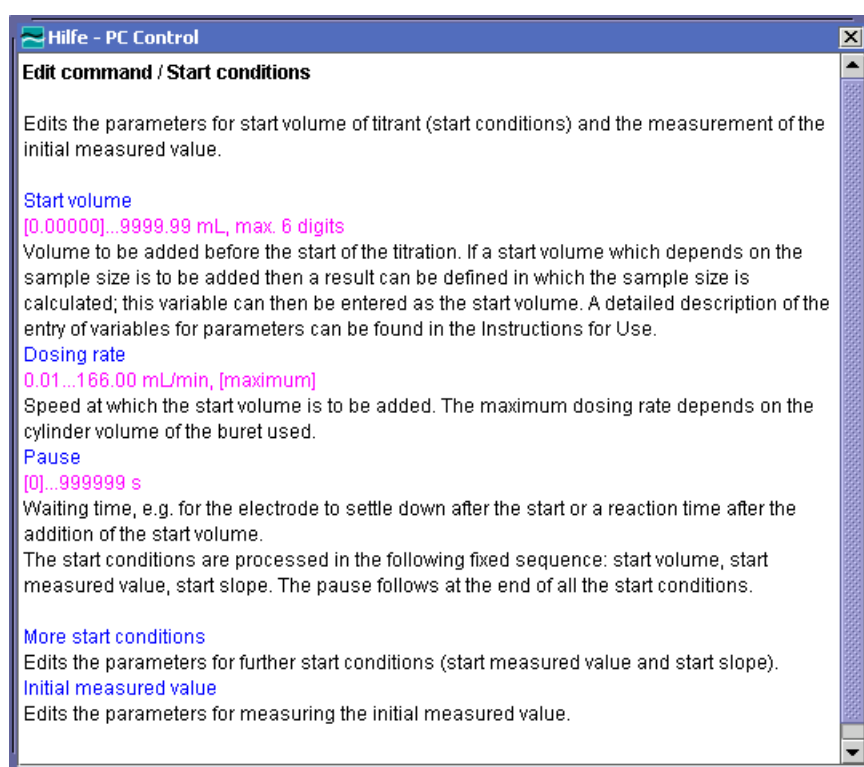 Hilfe - PC Control
Edit command / Start conditions
Edits the parameters for start volume of titrant (start conditions) and the measurement of the
initial measured value.
Start volume
[0.00000]...9999.99 mL, max. 6 digits
Volume to be added before the start of the titration. If a start volume which depends on the
sample size is to be added then a result can be defined in which the sample size is
calculated; this variable can then be entered as the start volume. A detailed description of the
entry of variables for parameters can be found in the Instructions for Use.
Dosing rate
0.01...166.00 mL/min, [maximum]
Speed at which the start volume is to be added. The maximum dosing rate depends on the
cylinder volume of the buret used.
Pause
[0]...999999 s
Waiting time, e.g. for the electrode to settle down after the start or a reaction time after the
addition of the start volume.
The start conditions are processed in the following fixed sequence: start volume, start
measured value, start slope. The pause follows at the end of all the start conditions.
More start conditions
Edits the parameters for further start conditions (start measured value and start slope).
Initial measured value
Edits the parameters for measuring the initial measured value.